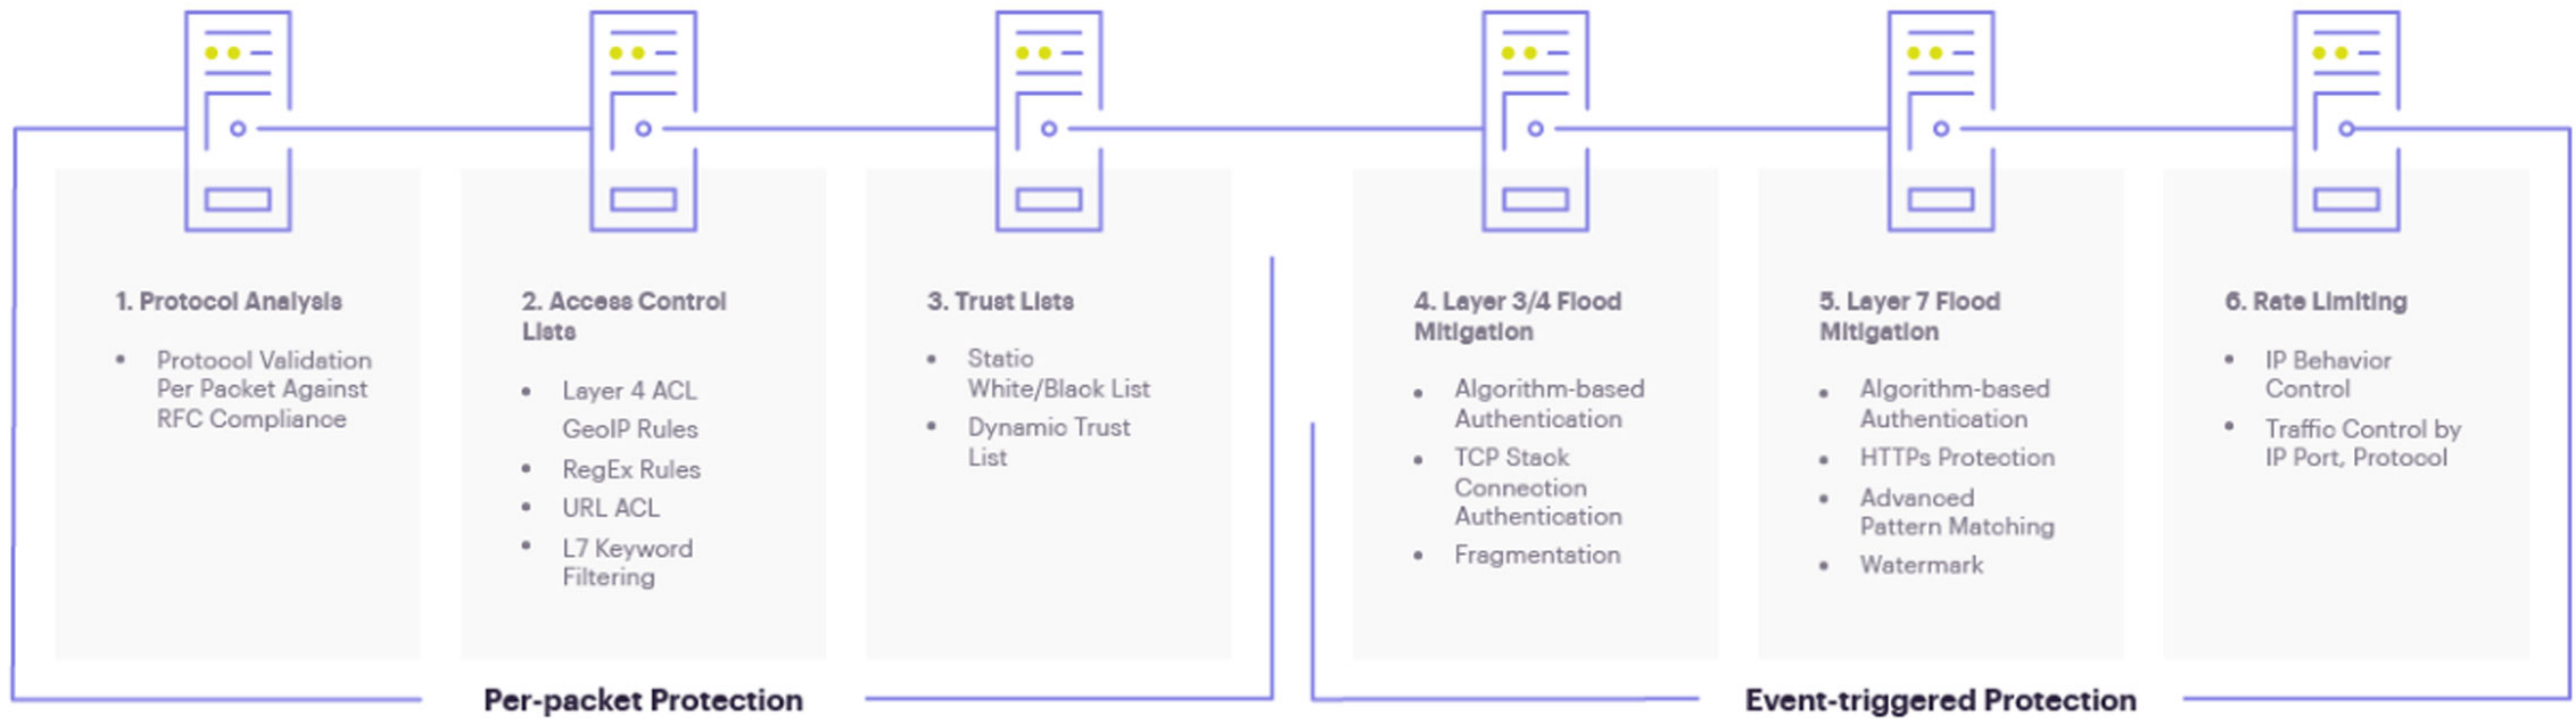 1. Protocol Analysis
• Protocol Validation
Per Packet Against
RFC Compliance
2. Access Control
Lists
• Layer 4 ACL
GeoIP Rules
• RegEx Rules
• URL ACL
• L7 Keyword
Filtering
3. Trust Lists
• Static
White/Black List
• Dynamic Trust
List
4. Layer 3/4 Flood
Mitigation
• Algorithm-based
Authentication
• TCP Stack
Connection
Authentication
• Fragmentation
5. Layer 7 Flood
Mitigation
• Algorithm-based
Authentication
• HTTPs Protection
• Advanced
Pattern Matching
• Watermark
6. Rate Limiting
• IP Behavior
Control
• Traffic Control by
IP Port, Protocol
Per-packet Protection
Event-triggered Protection